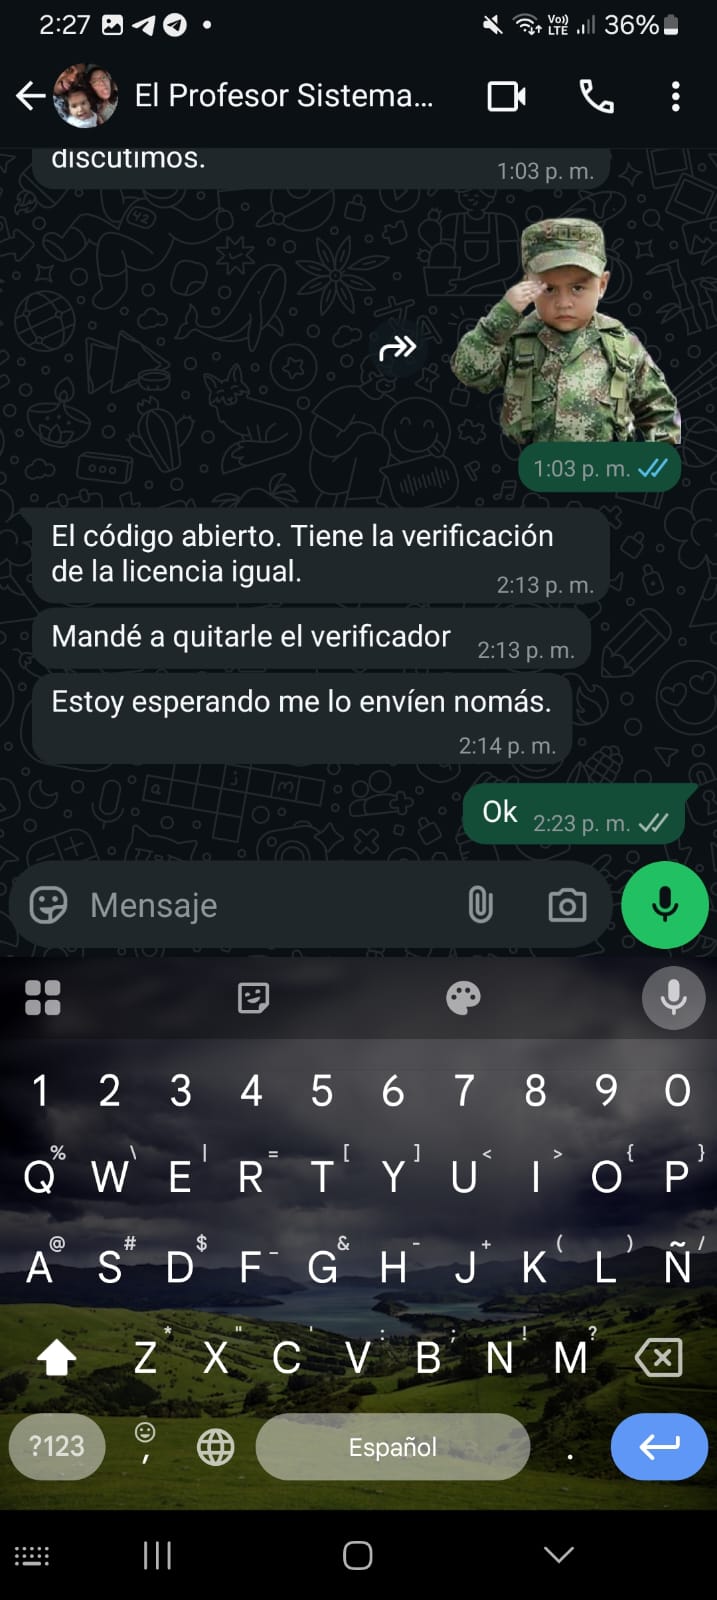 2:27
Vo))
LTE
36%
El Profesor Sistema...
discutimos.
1:03 p. m.
1:03 p. m.
El código abierto. Tiene la verificación
de la licencia igual.
2:13 p. m.
Mandé a quitarle el verificador
2:13 p. m.
Estoy esperando me lo envíen nomás.
2:14 p. m.
Ok
2:23 p. m.
Mensaje
1 2 3 4 5 6 7 8 9 0
% \ | = [ ] < > { }
Q W E R T Y U I O P
@ # $ - & - + ( ) /
A S D F G H J K L Ñ
* " ' : ; ! ?
Z X C V B N M
?123
,
Español
.